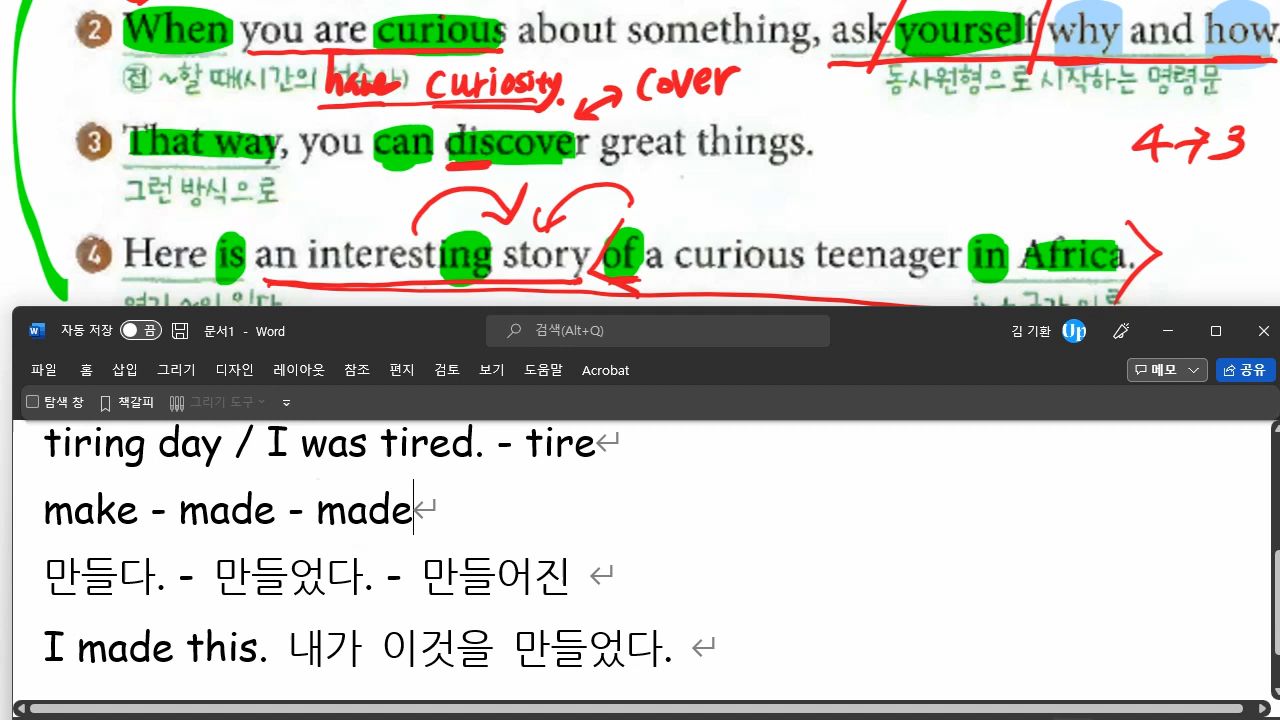 2 When you are curious about something, ask yourself why and how.
접 ~할 때(시간의
동사원형으로 시작하는 명령문
have curiosity. cover
3 That way, you can discover great things.
4→3
그런 방식으로
4 Here is an interesting story of a curious teenager in Africa.
자동 저장 끔 문서1 - Word 검색(Alt+Q) 김 기환 Up
파일 홈 삽입 그리기 디자인 레이아웃 참조 편지 검토 보기 도움말 Acrobat 메모 공유
탐색 창 책갈피 그리기 도구
tiring day / I was tired. - tire
make - made - made
만들다. - 만들었다. - 만들어진
I made this. 내가 이것을 만들었다.